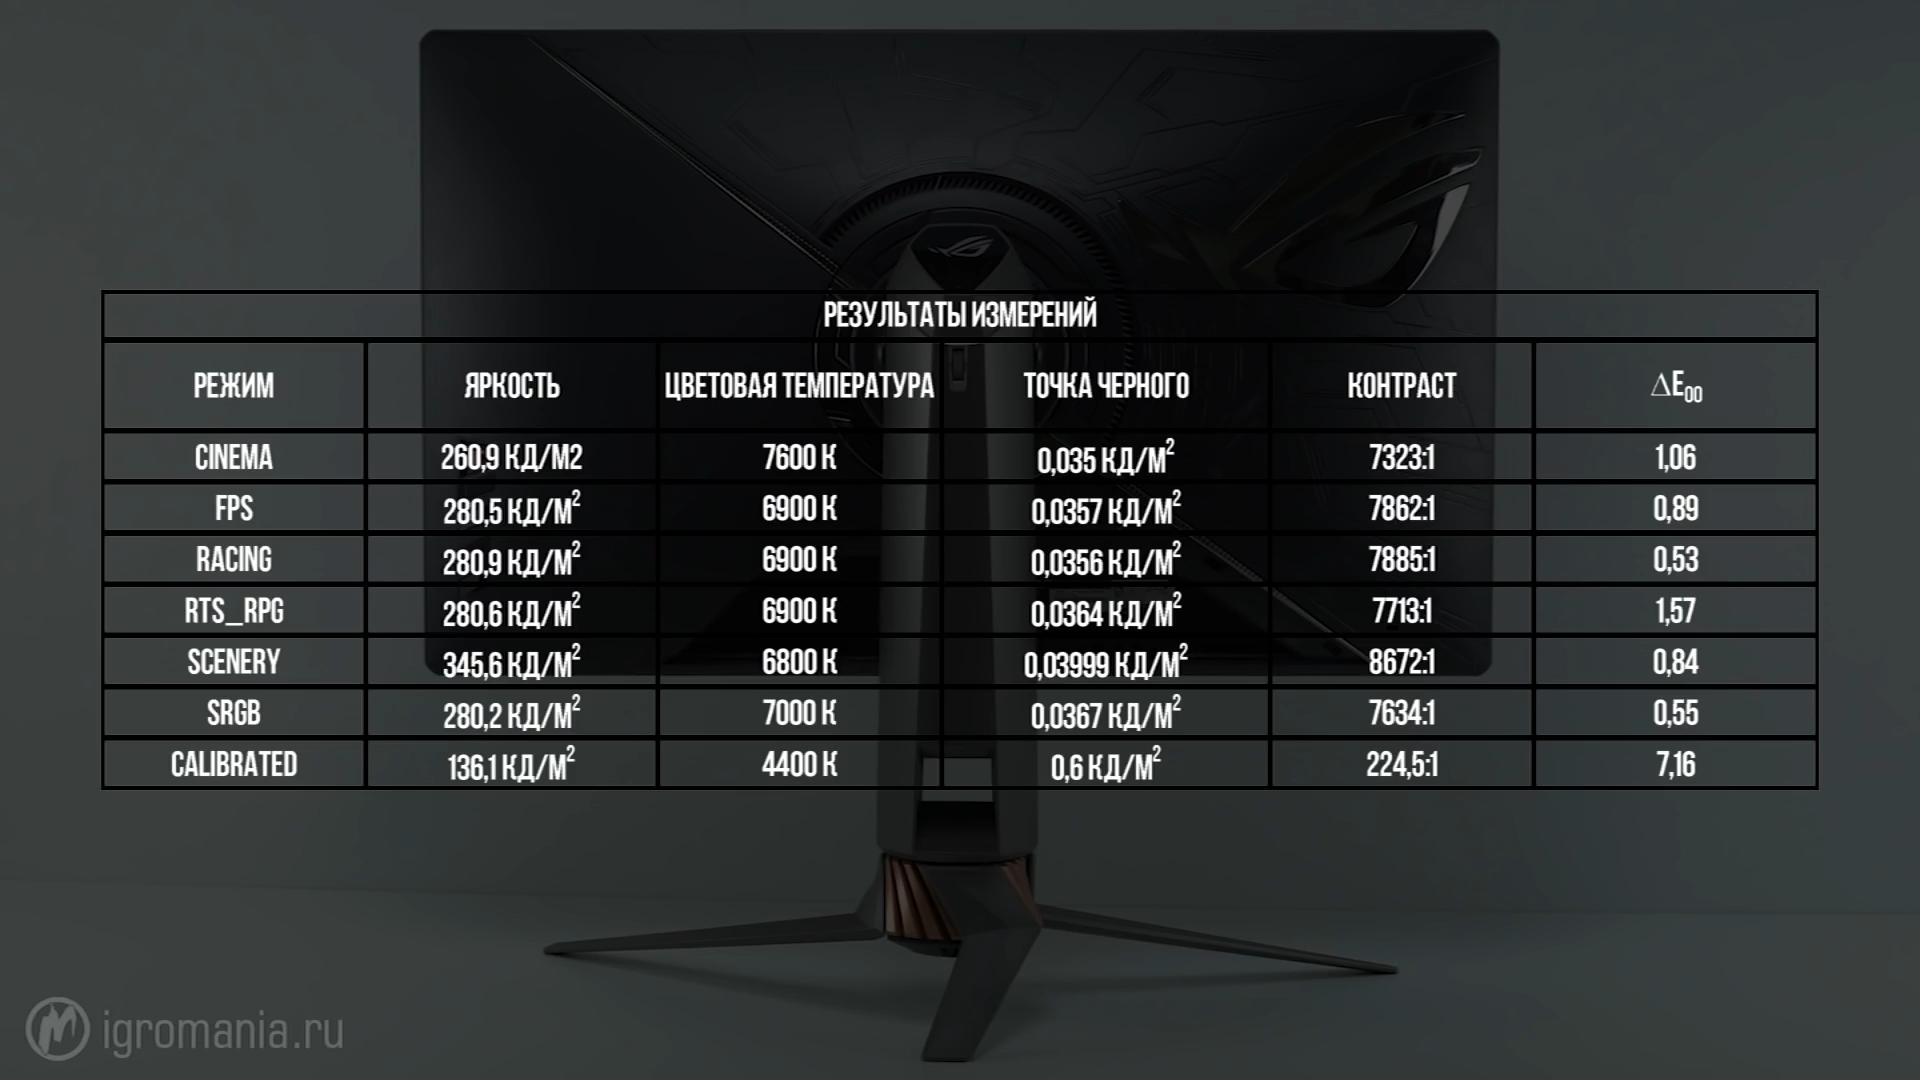 РЕЗУЛЬТАТЫ ИЗМЕРЕНИЙ
РЕЖИМ ЯРКОСТЬ ЦВЕТОВАЯ ТЕМПЕРАТУРА ТОЧКА ЧЕРНОГО КОНТРАСТ ΔE₀₀
CINEMA 260,9 КД/М2 7600 К 0,035 КД/М² 7323:1 1,06
FPS 280,5 КД/М² 6900 К 0,0357 КД/М² 7862:1 0,89
RACING 280,9 КД/М² 6900 К 0,0356 КД/М² 7885:1 0,53
RTS_RPG 280,6 КД/М² 6900 К 0,0364 КД/М² 7713:1 1,57
SCENERY 345,6 КД/М² 6800 К 0,03999 КД/М² 8672:1 0,84
SRGB 280,2 КД/М² 7000 К 0,0367 КД/М² 7634:1 0,55
CALIBRATED 136,1 КД/М² 4400 К 0,6 КД/М² 224,5:1 7,16
igromania.ru